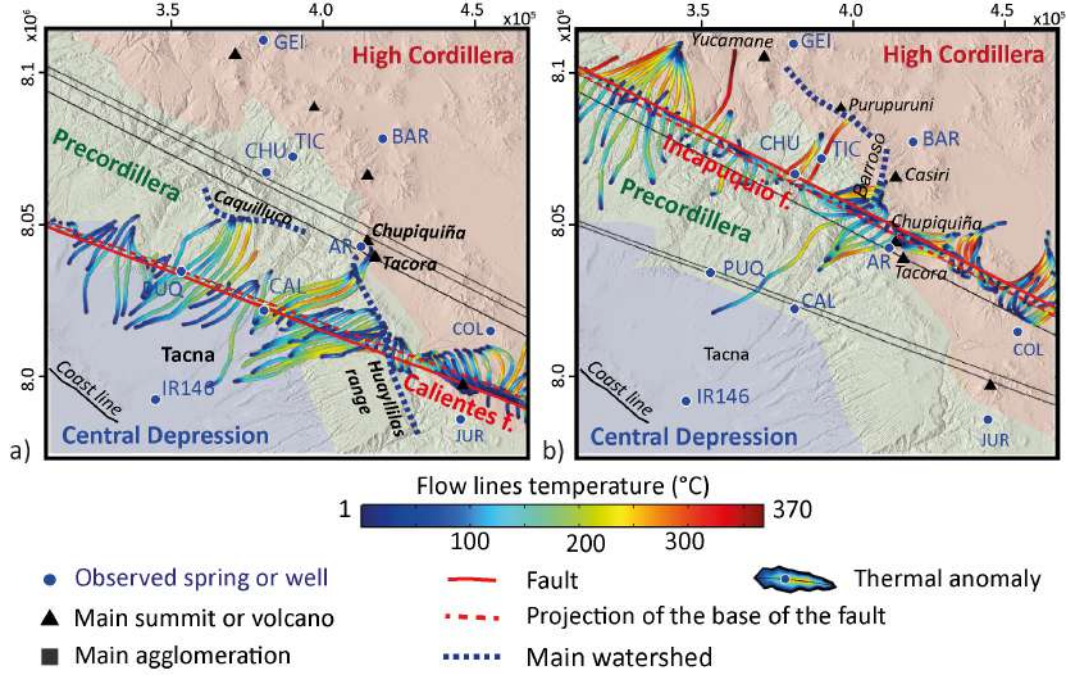 3.5
4.0
4.5
x10⁵
3.5
4.0
4.5
x10⁵
x10⁶
8.1
8.05
8.0
GEI
High Cordillera
BAR
TIC
CHU
Precordillera
Caquilluco
Chupiquiña
AR
Tacora
PUQ
CAL
COL
Tacna
IR146
Coast line
Huayllilas
range
Calientes f.
Central Depression
JUR
a)
x10⁶
8.1
8.05
8.0
Yucamane
GEI
High Cordillera
Purupuruni
CHU
TIC
BAR
Barroso
Casiri
Incapuquio f.
Precordillera
Chupiquiña
AR
Tacora
PUQ
CAL
COL
Tacna
IR146
Coast line
Central Depression
JUR
b)
Flow lines temperature (°C)
1
370
100
200
300
Observed spring or well
Fault
Thermal anomaly
Main summit or volcano
Projection of the base of the fault
Main agglomeration
Main watershed